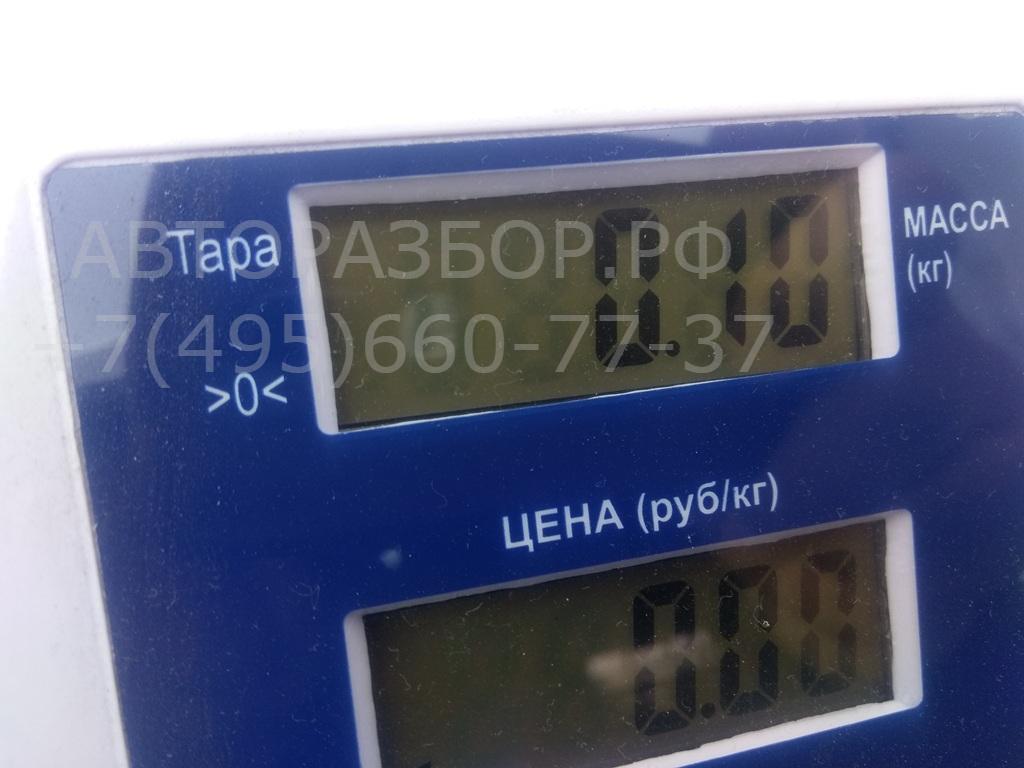 Тара
0.10
МАССА
(кг)
АВТОРАЗБОР.РФ
+7(495)660-77-37
>0<
ЦЕНА (руб/кг)
0.00